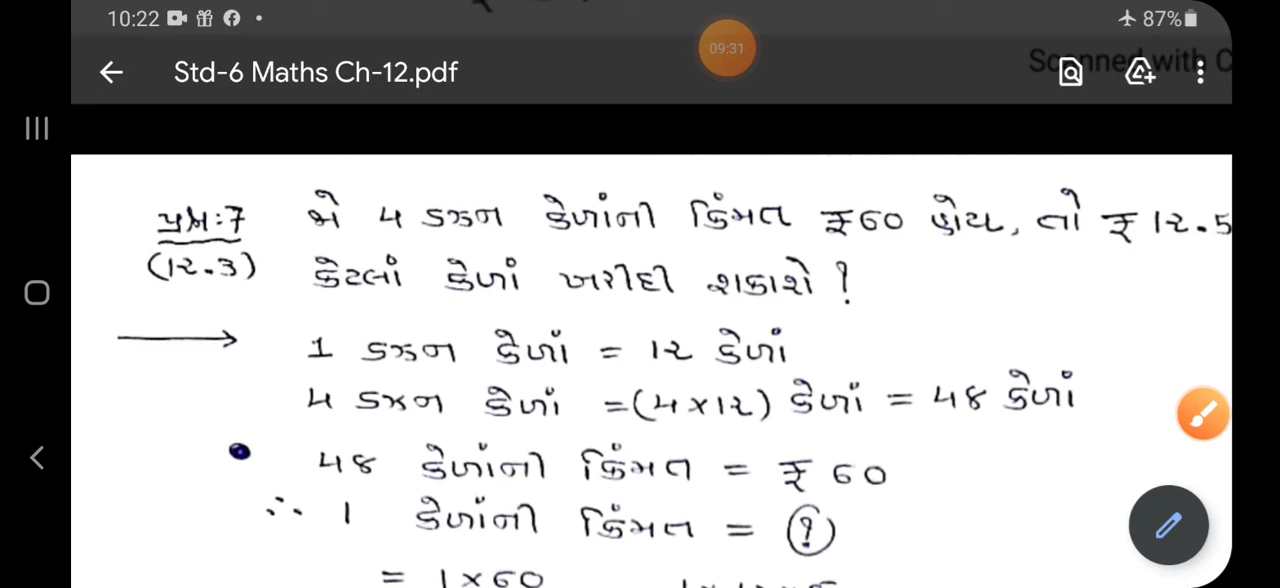 10:22 87%
09:31
Std-6 Maths Ch-12.pdf
Scanned with C
પ્રશ્ન:7 જો 4 ડઝન કેળાંની કિંમત ₹60 હોય, તો ₹ 12.5
(12.3) કેટલાં કેળાં ખરીદી શકાશે ?
1 ડઝન કેળાં = 12 કેળાં
4 ડઝન કેળાં =(4×12) કેળાં = 48 કેળાં
48 કેળાંની કિંમત = ₹ 60
∴ 1 કેળાંની કિંમત = ?
= 1×60